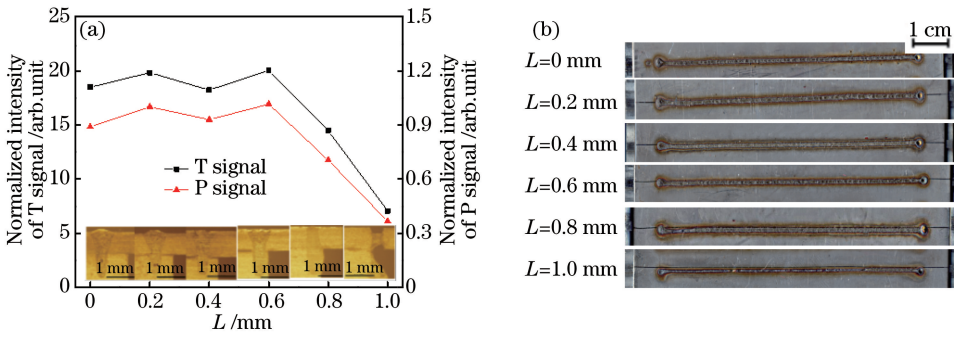 (a)
25
20
15
10
5
0
Normalized intensity
of T signal /arb.unit
T signal
P signal
1 mm 1 mm 1 mm 1 mm 1 mm 1 mm
0 0.2 0.4 0.6 0.8 1.0
L /mm
1.5
1.2
0.9
0.6
0.3
0
Normalized intensity
of P signal /arb.unit
(b)
1 cm
L=0 mm
L=0.2 mm
L=0.4 mm
L=0.6 mm
L=0.8 mm
L=1.0 mm